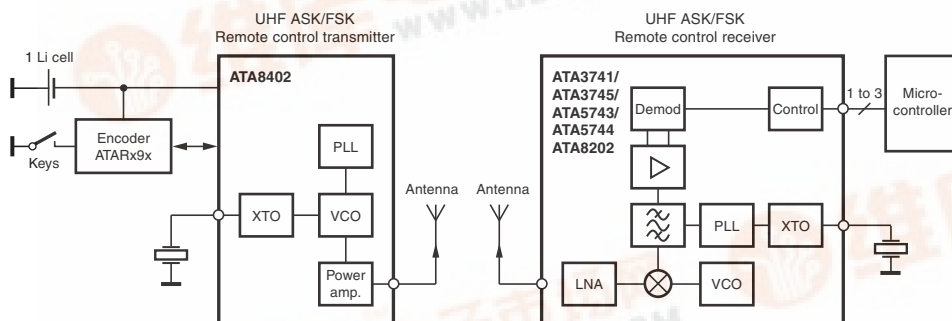 UHF ASK/FSK
Remote control transmitter
UHF ASK/FSK
Remote control receiver
1 Li cell
ATA8402
Encoder
ATARx9x
Keys
PLL
XTO
VCO
Power
amp.
Antenna
Antenna
ATA3741/
ATA3745/
ATA5743/
ATA5744
ATA8202
Demod
Control
1 to 3
Micro-
controller
PLL
XTO
LNA
VCO